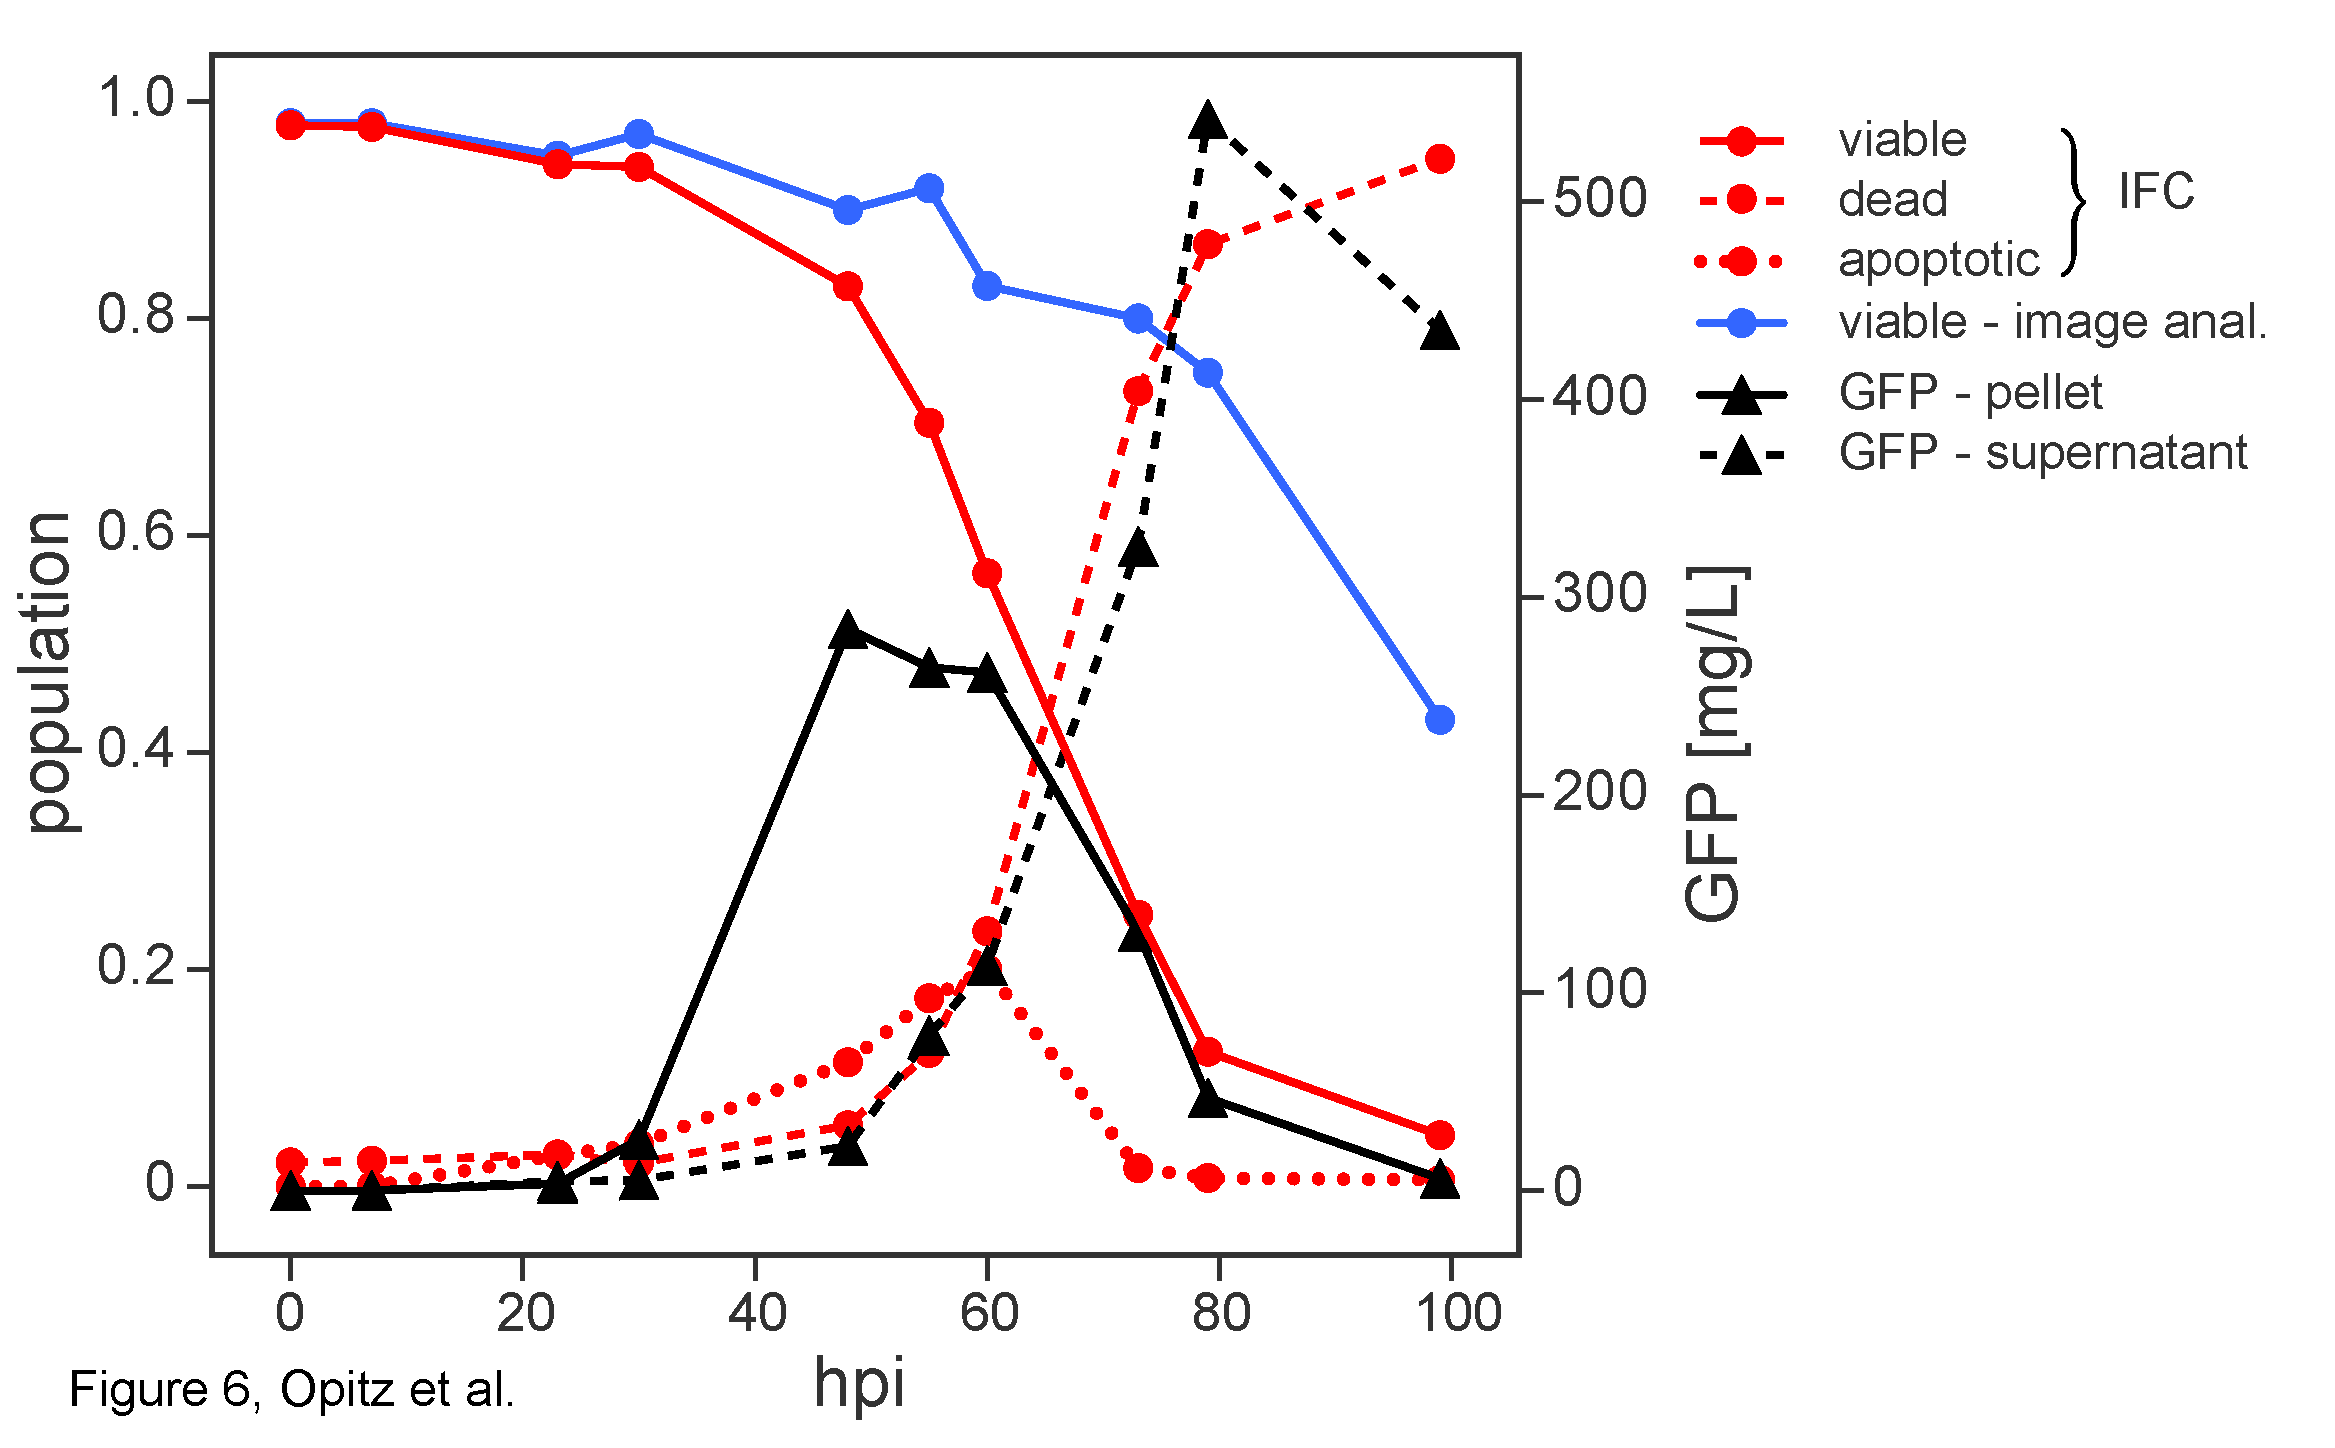 1.0
0.8
0.6
0.4
0.2
0
population
500
400
300
200
100
0
GFP [mg/L]
0 20 40 60 80 100
hpi
viable
dead
apoptotic
IFC
viable - image anal.
GFP - pellet
GFP - supernatant
Figure 6, Opitz et al.